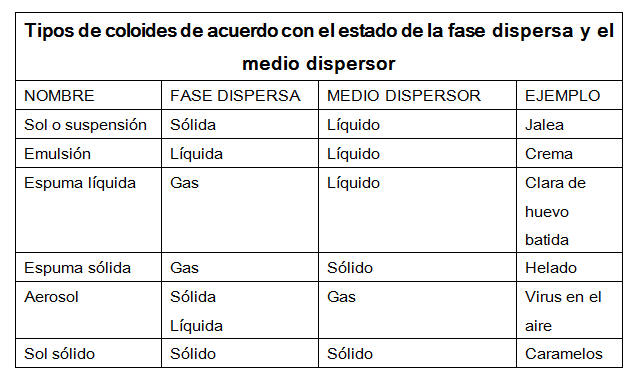 Tipos de coloides de acuerdo con el estado de la fase dispersa y el
medio dispersor
NOMBRE FASE DISPERSA MEDIO DISPERSOR EJEMPLO
Sol o suspensión Sólida Líquido Jalea
Emulsión Líquida Líquido Crema
Espuma líquida Gas Líquido Clara de
huevo
batida
Espuma sólida Gas Sólido Helado
Aerosol Sólida Gas Virus en el
Líquida aire
Sol sólido Sólido Sólido Caramelos